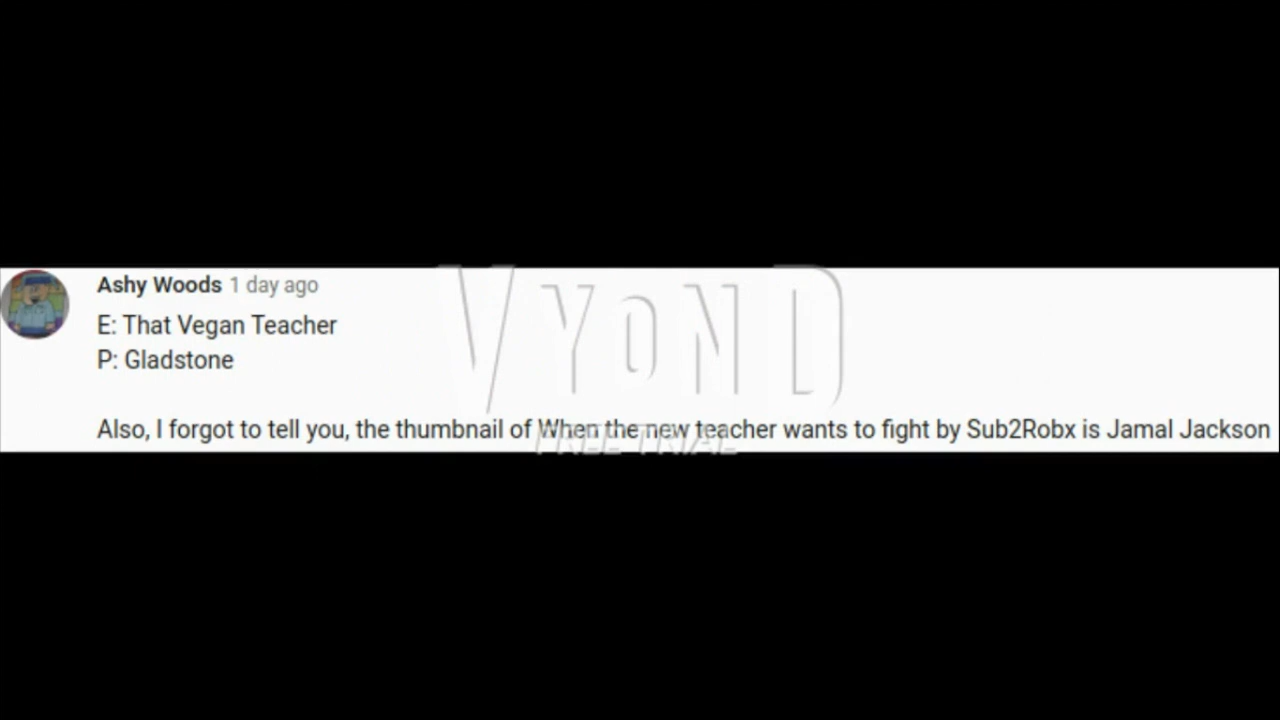 Ashy Woods 1 day ago
E: That Vegan Teacher
P: Gladstone
Also, I forgot to tell you, the thumbnail of When the new teacher wants to fight by Sub2Robx is Jamal Jackson
VYOND
FREE TRIAL